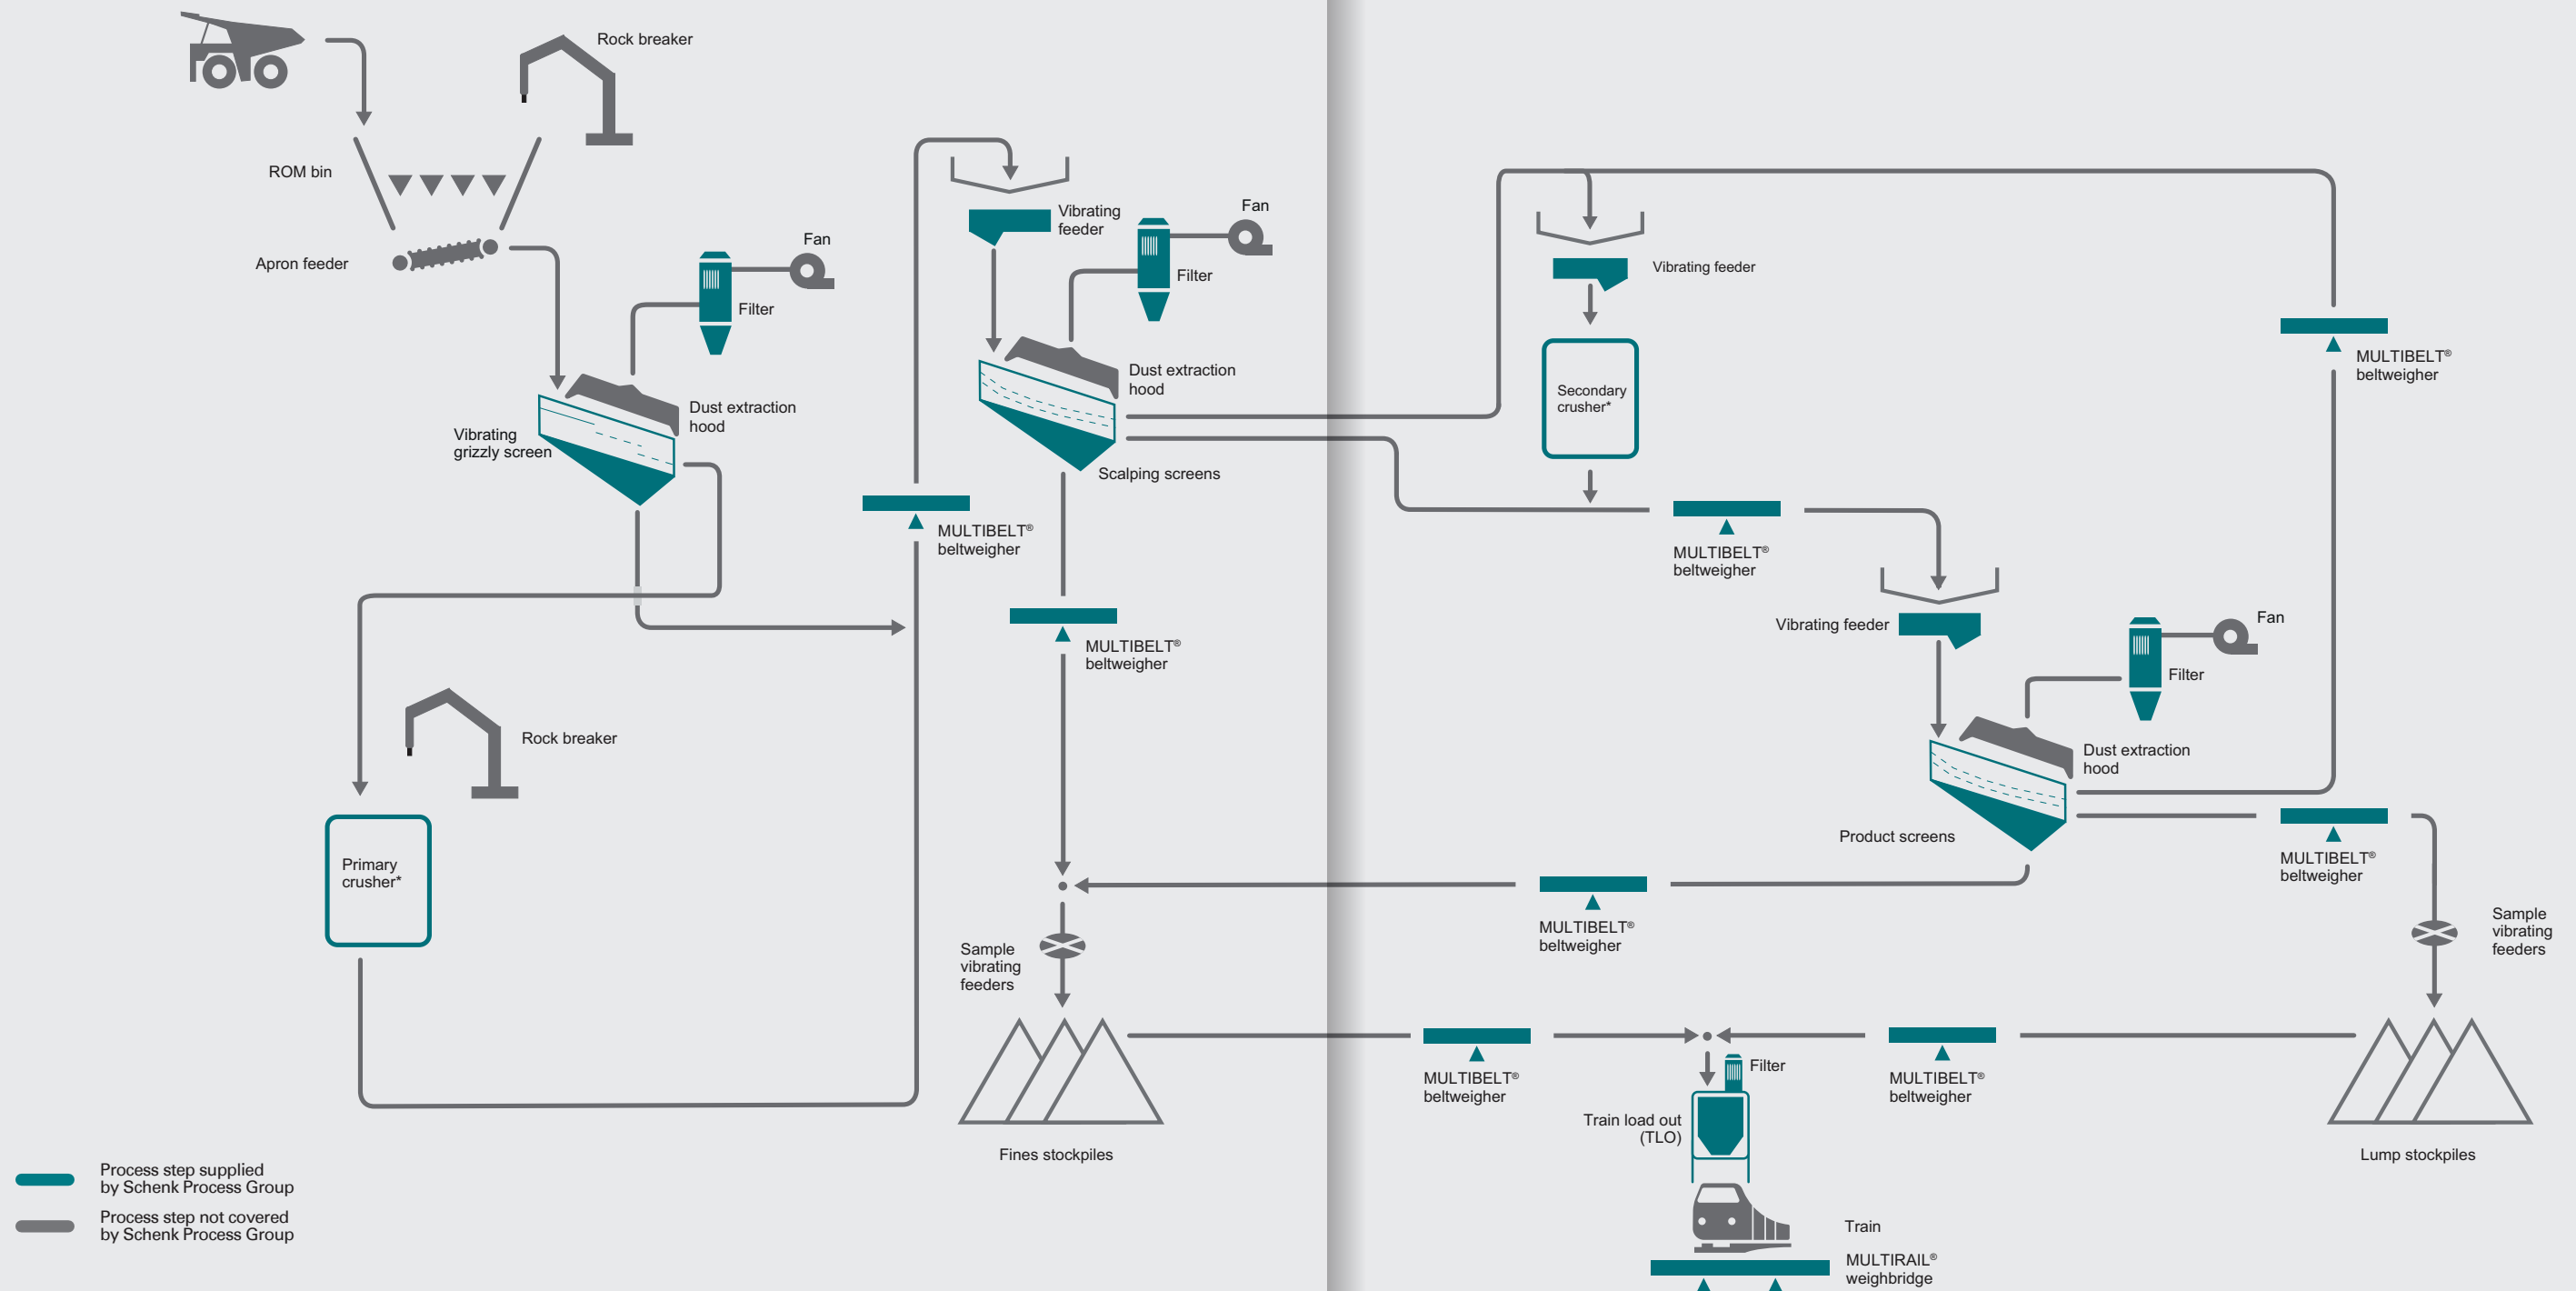 Rock breaker
ROM bin
Apron feeder
Fan
Filter
Dust extraction
hood
Vibrating
grizzly screen
Rock breaker
Primary
crusher*
MULTIBELT®
beltweigher
Vibrating
feeder
Fan
Filter
Dust extraction
hood
Scalping screens
MULTIBELT®
beltweigher
Sample
vibrating
feeders
Fines stockpiles
Vibrating feeder
Secondary
crusher*
MULTIBELT®
beltweigher
MULTIBELT®
beltweigher
Vibrating feeder
Fan
Filter
Dust extraction
hood
Product screens
MULTIBELT®
beltweigher
MULTIBELT®
beltweigher
Sample
vibrating
feeders
MULTIBELT®
beltweigher
Filter
MULTIBELT®
beltweigher
Train load out
(TLO)
Lump stockpiles
Train
MULTIRAIL®
weighbridge
Process step supplied
by Schenk Process Group
Process step not covered
by Schenk Process Group